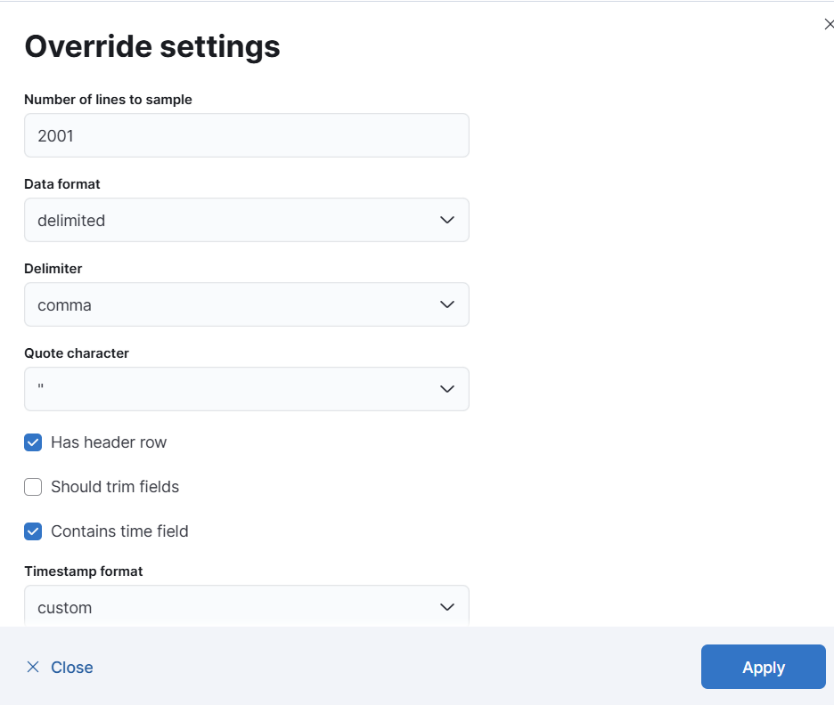 Override settings
Number of lines to sample
2001
Data format
delimited
Delimiter
comma
Quote character
"
Has header row
Should trim fields
Contains time field
Timestamp format
custom
Close
Apply